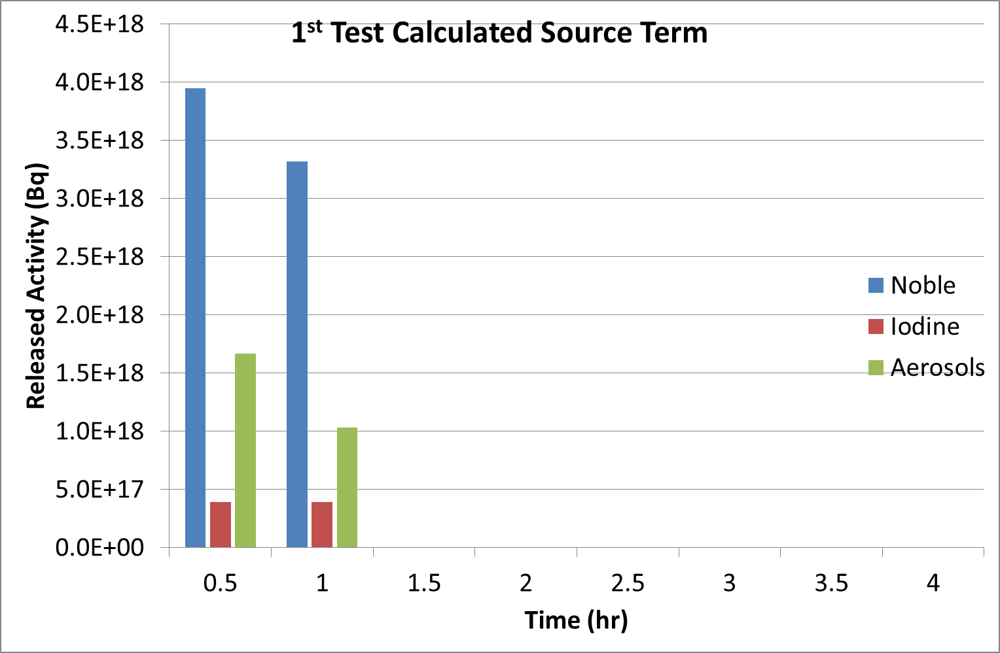 1st Test Calculated Source Term
4.5E+18
4.0E+18
3.5E+18
3.0E+18
2.5E+18
2.0E+18
1.5E+18
1.0E+18
5.0E+17
0.0E+00
Released Activity (Bq)
Noble
Iodine
Aerosols
0.5 1 1.5 2 2.5 3 3.5 4
Time (hr)